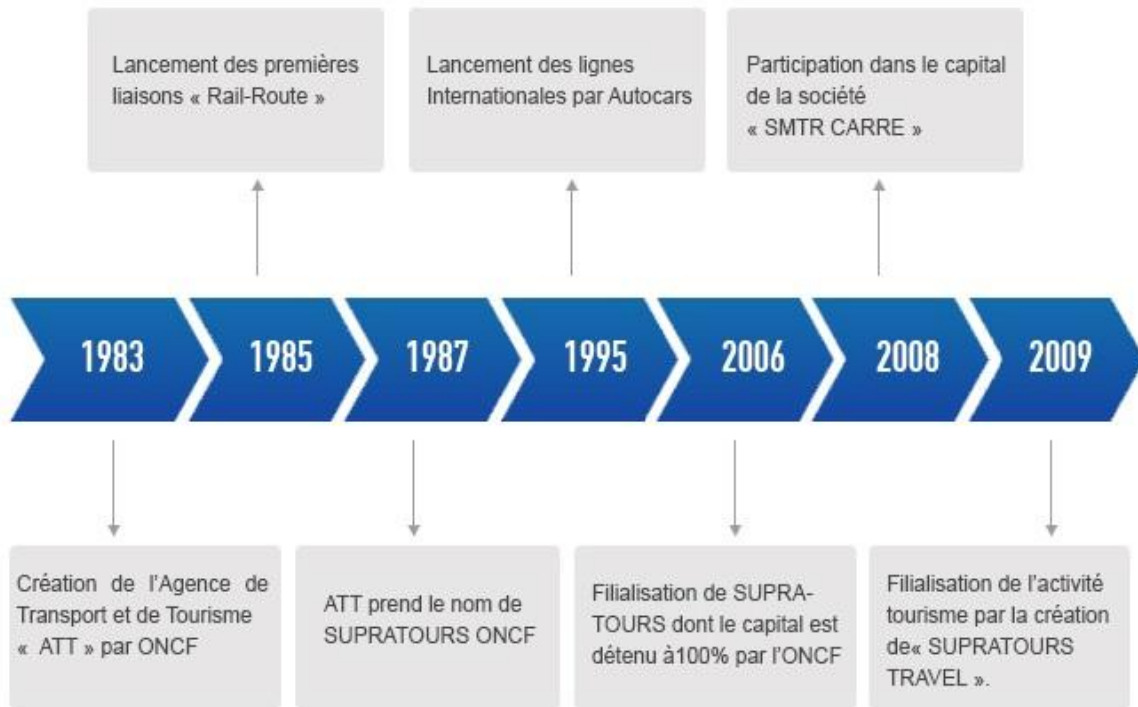 Lancement des premières
liaisons « Rail-Route »
Lancement des lignes
Internationales par Autocars
Participation dans le capital
de la société
« SMTR CARRE »
1983
1985
1987
1995
2006
2008
2009
Création de l'Agence de
Transport et de Tourisme
« ATT » par ONCF
ATT prend le nom de
SUPRATOURS ONCF
Filialisation de SUPRA-
TOURS dont le capital est
détenu à100% par l'ONCF
Filialisation de l'activité
tourisme par la création
de« SUPRATOURS
TRAVEL ».